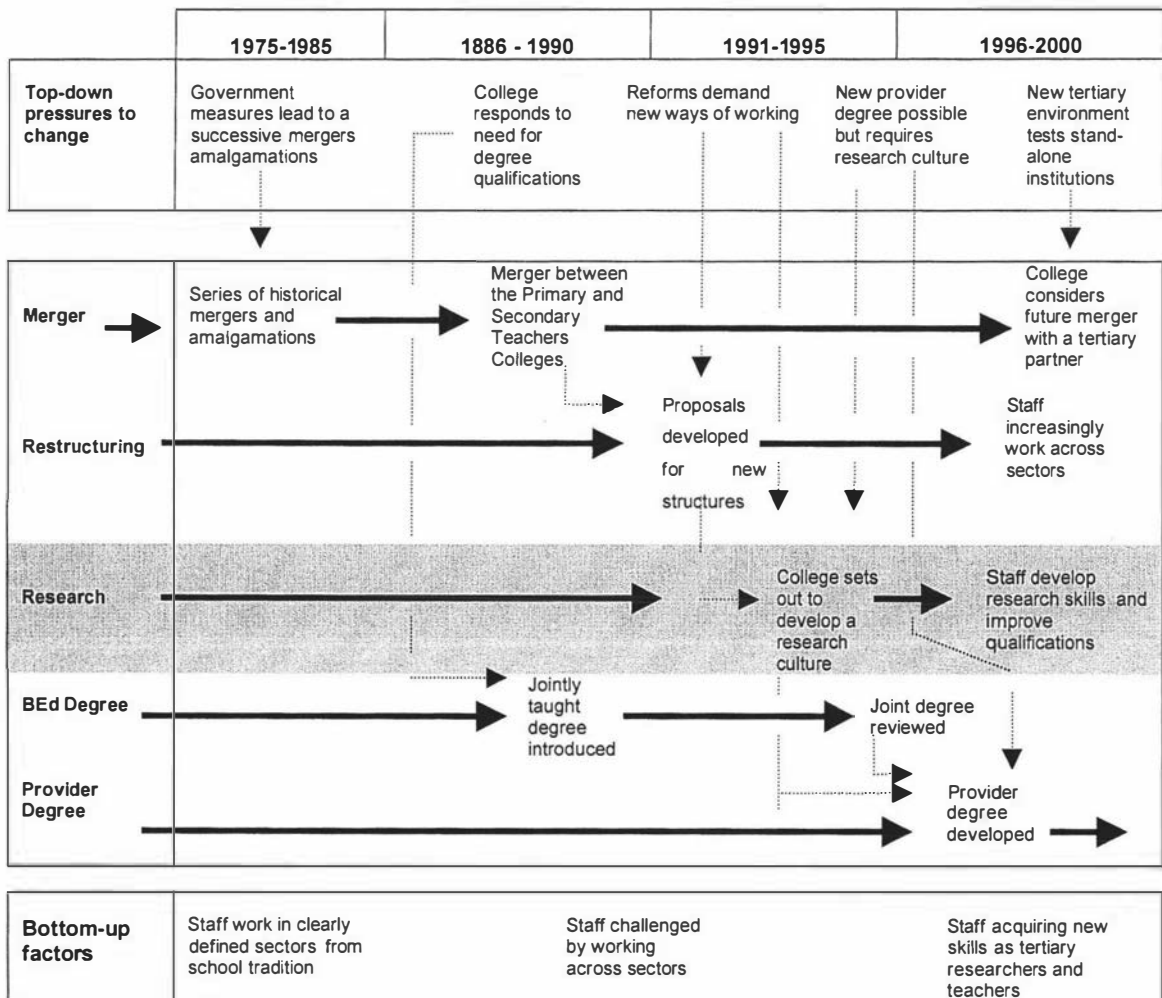 1975-1985
1886 - 1990
1991-1995
1996-2000
Top-down
pressures to
change
Government
measures lead to a
successive mergers
amalgamations
College
responds to
need for
degree
qualifications
Reforms demand
new ways of working
New provider
degree possible
but requires
research culture
New tertiary
environment
tests stand-
alone
institutions
Merger
Series of historical
mergers and
amalgamations
Merger between
the Primary and
Secondary
Teachers
Colleges
College
considers
future merger
with a tertiary
partner
Restructuring
Proposals
developed
for new
structures
Staff
increasingly
work across
sectors
Research
College sets
out to
develop a
research
culture
Staff develop
research skills and
improve
qualifications
BEd Degree
Jointly
taught
degree
introduced
Joint degree
reviewed
Provider
Degree
Provider
degree
developed
Bottom-up
factors
Staff work in clearly
defined sectors from
school tradition
Staff challenged
by working
across sectors
Staff acquiring new
skills as tertiary
researchers and
teachers